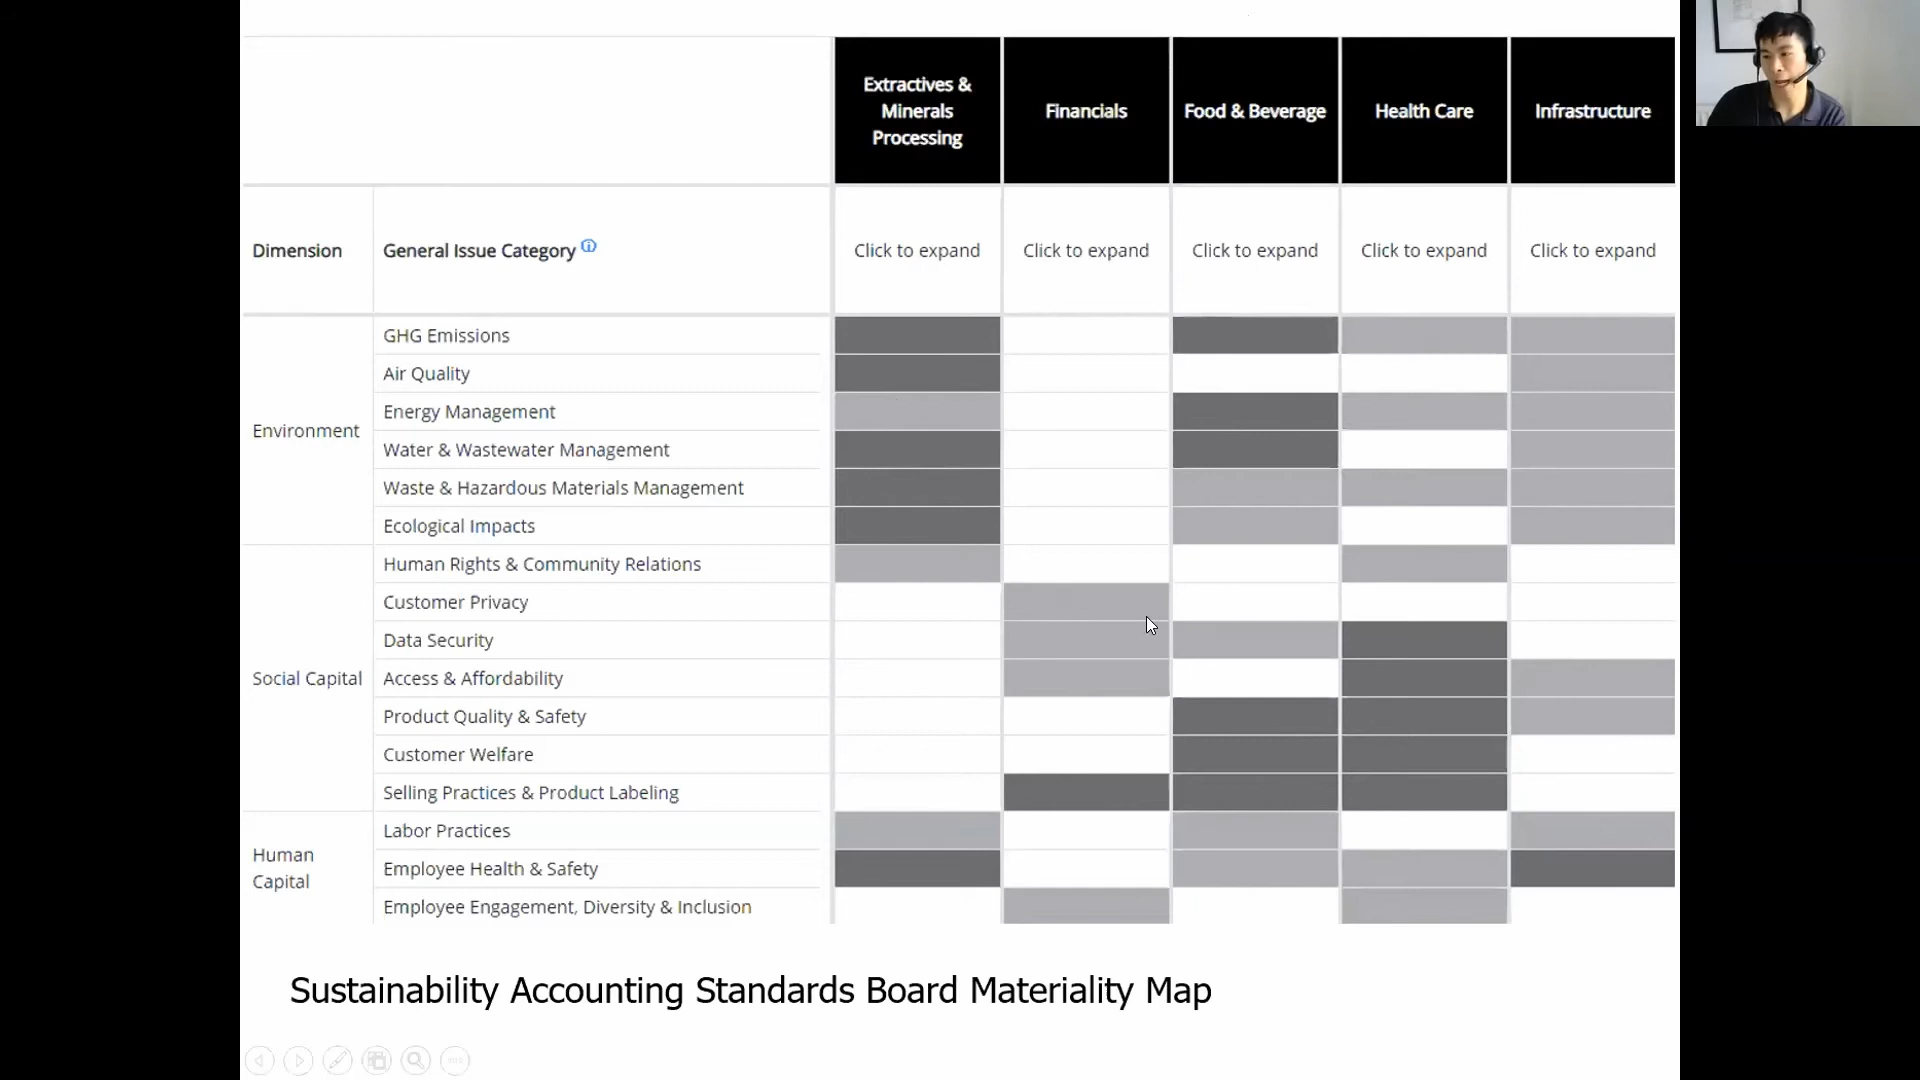 Extractives &
Minerals
Processing
Financials
Food & Beverage
Health Care
Infrastructure
Dimension
General Issue Category
Click to expand
Click to expand
Click to expand
Click to expand
Click to expand
Environment
GHG Emissions
Air Quality
Energy Management
Water & Wastewater Management
Waste & Hazardous Materials Management
Ecological Impacts
Social Capital
Human Rights & Community Relations
Customer Privacy
Data Security
Access & Affordability
Product Quality & Safety
Customer Welfare
Selling Practices & Product Labeling
Human
Capital
Labor Practices
Employee Health & Safety
Employee Engagement, Diversity & Inclusion
Sustainability Accounting Standards Board Materiality Map